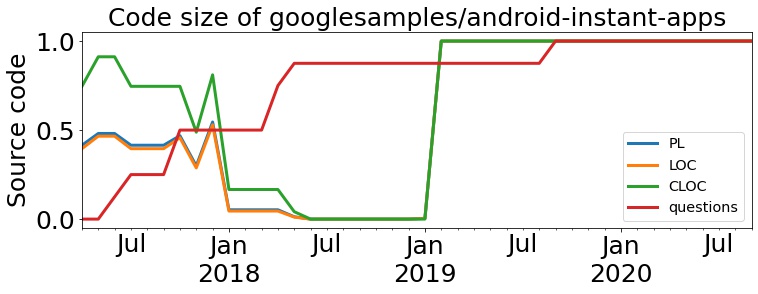 Code size of googlesamples/android-instant-apps
Source code
1.0
0.5
0.0
PL
LOC
CLOC
questions
Jul
Jan
2018
Jul
Jan
2019
Jul
Jan
2020
Jul